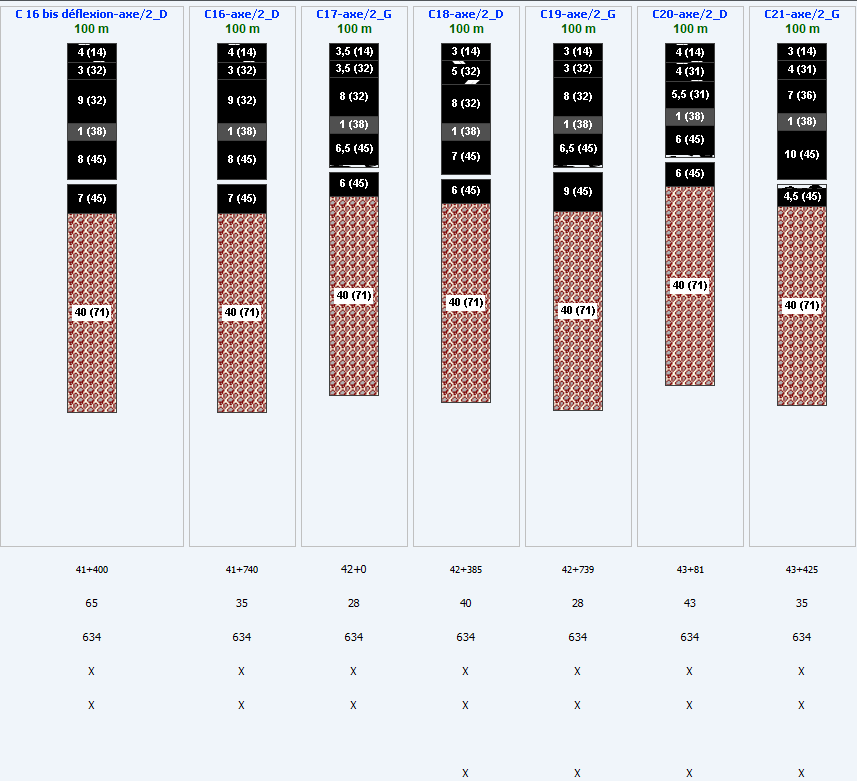 C 16 bis déflexion-axe/2_D
100 m
4 (14)
3 (32)
9 (32)
1 (38)
8 (45)
7 (45)
40 (71)
C16-axe/2_D
100 m
4 (14)
3 (32)
9 (32)
1 (38)
8 (45)
7 (45)
40 (71)
C17-axe/2_G
100 m
3,5 (14)
3,5 (32)
8 (32)
1 (38)
6,5 (45)
6 (45)
40 (71)
C18-axe/2_D
100 m
3 (14)
5 (32)
8 (32)
1 (38)
7 (45)
6 (45)
40 (71)
C19-axe/2_G
100 m
3 (14)
3 (32)
8 (32)
1 (38)
6,5 (45)
9 (45)
40 (71)
C20-axe/2_D
100 m
4 (14)
4 (31)
5,5 (31)
1 (38)
6 (45)
6 (45)
40 (71)
C21-axe/2_G
100 m
3 (14)
4 (31)
7 (36)
1 (38)
10 (45)
4,5 (45)
40 (71)
41+400 41+740 42+0 42+385 42+739 43+81 43+425
65 35 28 40 28 43 35
634 634 634 634 634 634 634
X X X X X X X
X X X X X X X
X X X X